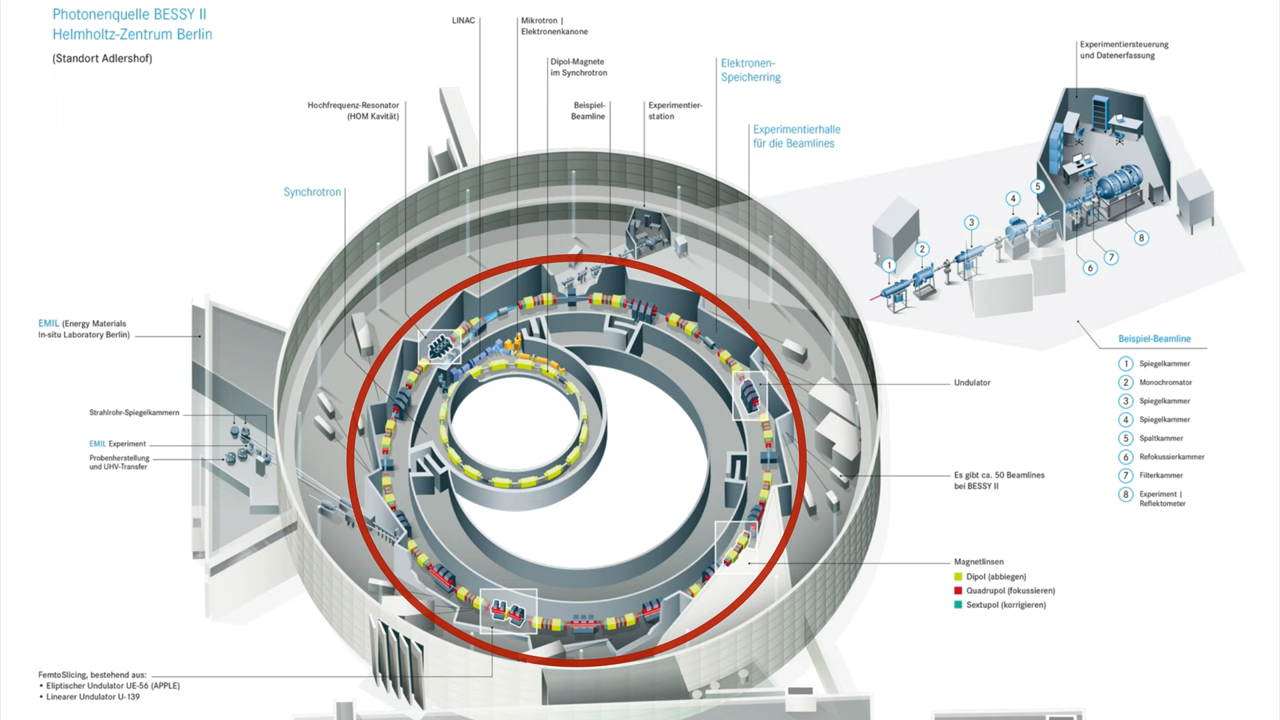 Photonenquelle BESSY II
Helmholtz-Zentrum Berlin
(Standort Adlershof)
LINAC
Mikrotron |
Elektronenkanone
Dipol-Magnete
im Synchrotron
Elektronen-
Speicherring
Experimentiersteuerung
und Datenerfassung
Hochfrequenz-Resonator
(HOM Kavität)
Beispiel-
Beamline
Experimentier-
station
Experimentierhalle
für die Beamlines
Synchrotron
1
2
3
4
5
6
7
8
EMIL (Energy Materials
In-situ Laboratory Berlin)
Strahlrohr-Spiegelkammern
EMIL Experiment
Probenherstellung
und UHV-Transfer
Undulator
Es gibt ca. 50 Beamlines
bei BESSY II
Beispiel-Beamline
1 Spiegelkammer
2 Monochromator
3 Spiegelkammer
4 Spiegelkammer
5 Spaltkammer
6 Refokussierkammer
7 Filterkammer
8 Experiment |
Reflektometer
Magnetlinsen
Dipol (abbiegen)
Quadrupol (fokussieren)
Sextupol (korrigieren)
FemtoSlicing, bestehend aus:
• Eliptischer Undulator UE-56 (APPLE)
• Linearer Undulator U-139